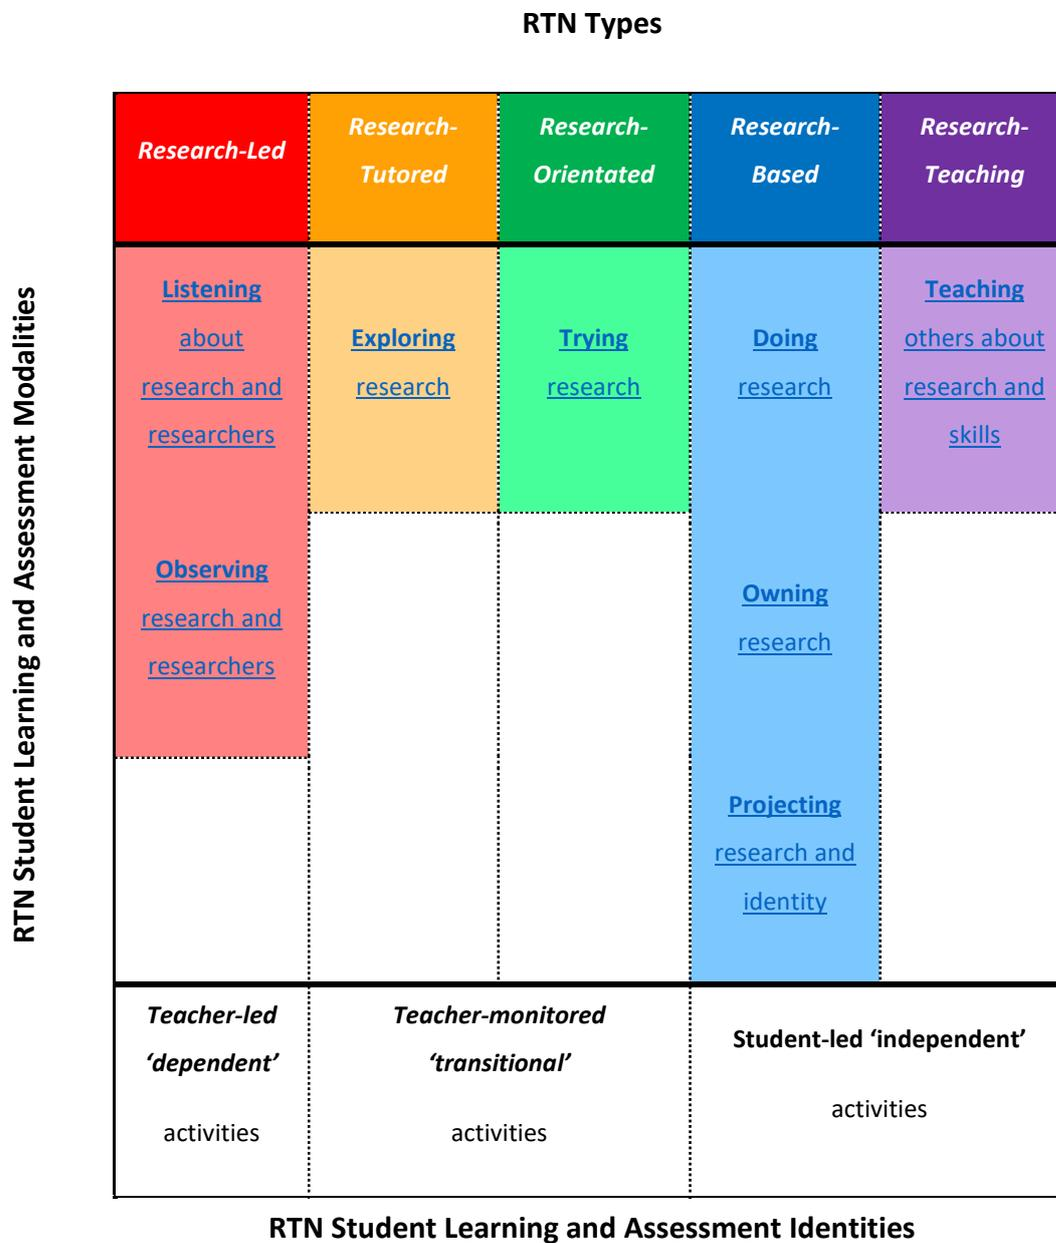 RTN Types
Research-Led
Research-
Tutored
Research-
Orientated
Research-
Based
Research-
Teaching
RTN Student Learning and Assessment Modalities
Listening
about
research and
researchers
Observing
research and
researchers
Exploring
research
Trying
research
Doing
research
Owning
research
Projecting
research and
identity
Teaching
others about
research and
skills
Teacher-led
‘dependent’
activities
Teacher-monitored
‘transitional’
activities
Student-led ‘independent’
activities
RTN Student Learning and Assessment Identities